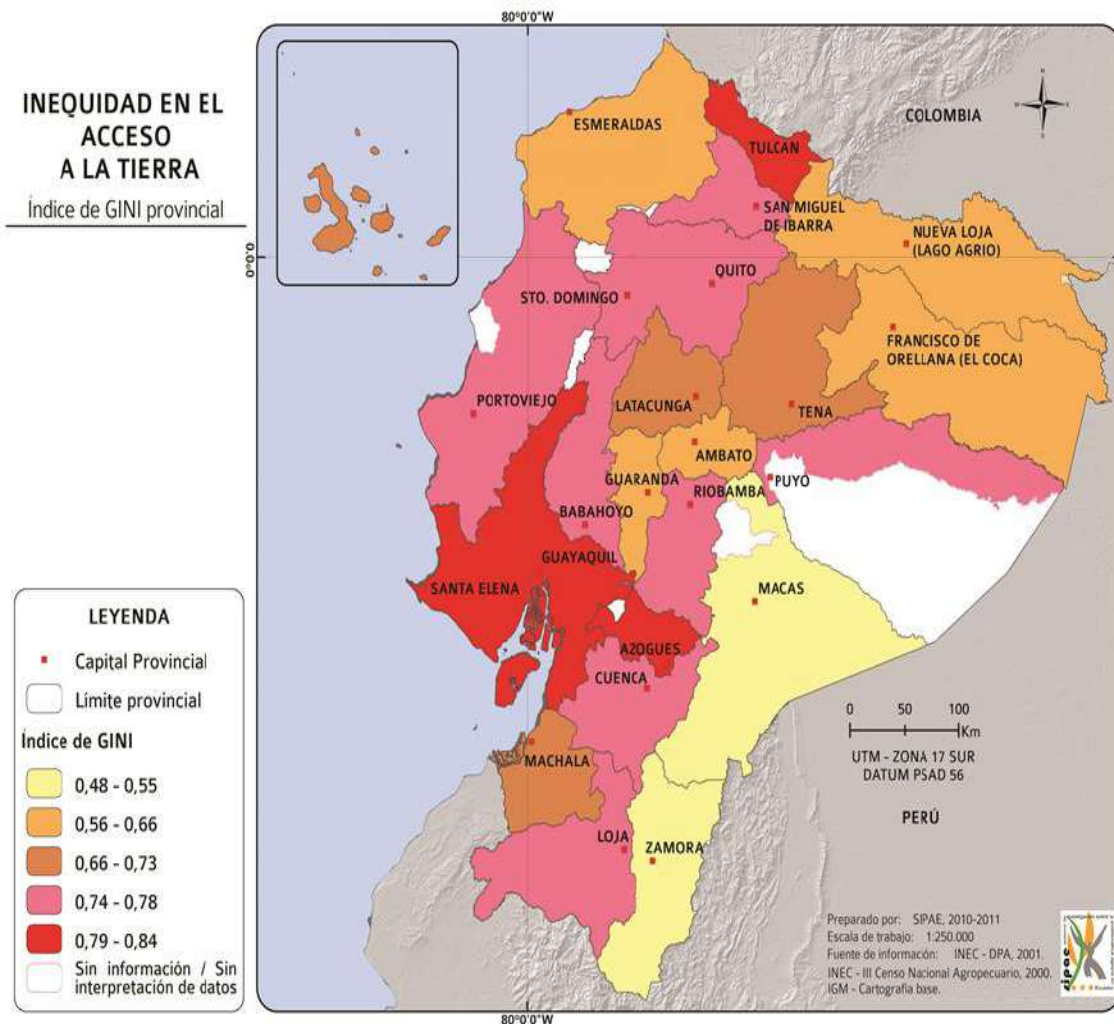 80°0'0"W
INEQUIDAD EN EL
ACCESO
A LA TIERRA
Índice de GINI provincial
0°0'0
COLOMBIA
ESMERALDAS
TULCAN
SAN MIGUEL
DE IBARRA
NUEVA LOJA
(LAGO AGRIO)
QUITO
STO. DOMINGO
FRANCISCO DE
ORELLANA (EL COCA)
PORTOVIEJO
LATACUNGA
TENA
AMBATO
GUARANDA
RIOBAMBA
PUYO
BABAHOYO
GUAYAQUIL
SANTA ELENA
MACAS
AZOGUES
CUENCA
MACHALA
LOJA
ZAMORA
0 50 100
Km
UTM - ZONA 17 SUR
DATUM PSAD 56
PERÚ
LEYENDA
Capital Provincial
Límite provincial
Índice de GINI
0,48 - 0,55
0,56 - 0,66
0,66 - 0,73
0,74 - 0,78
0,79 - 0,84
Sin información / Sin
interpretación de datos
Preparado por: SIPAE, 2010-2011
Escala de trabajo: 1:250.000
Fuente de información: INEC - DPA, 2001.
INEC - III Censo Nacional Agropecuario, 2000.
IGM - Cartografía base.
sipae
80°0'0"W